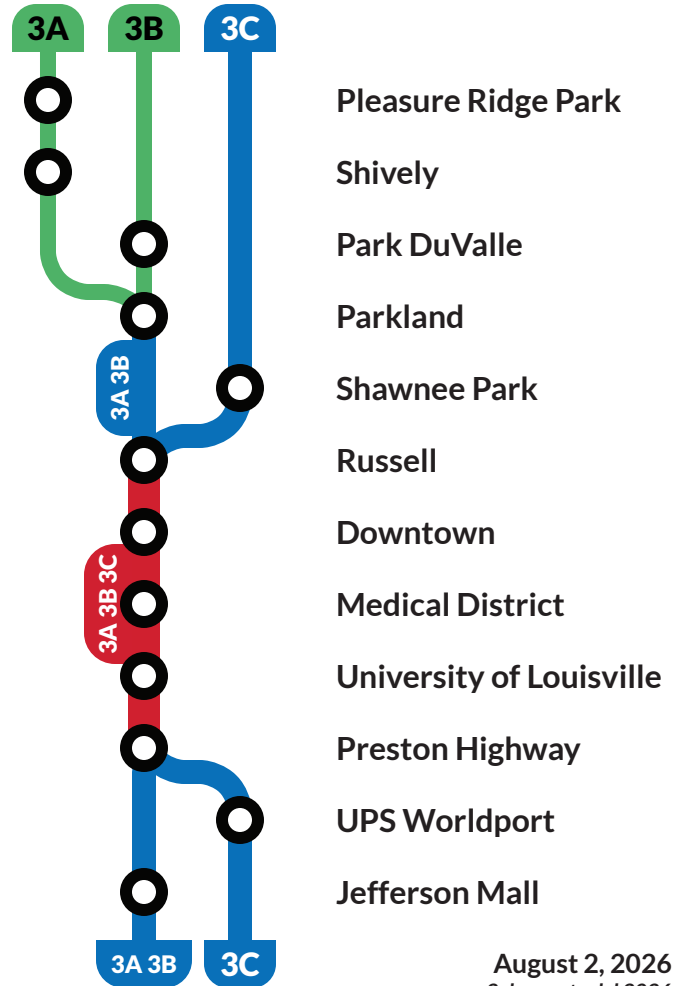 3A 3B 3C
Pleasure Ridge Park
Shively
Park DuValle
Parkland
3A 3B
Shawnee Park
Russell
Downtown
3A 3B 3C
Medical District
University of Louisville
Preston Highway
UPS Worldport
Jefferson Mall
3A 3B 3C
August 2, 2026